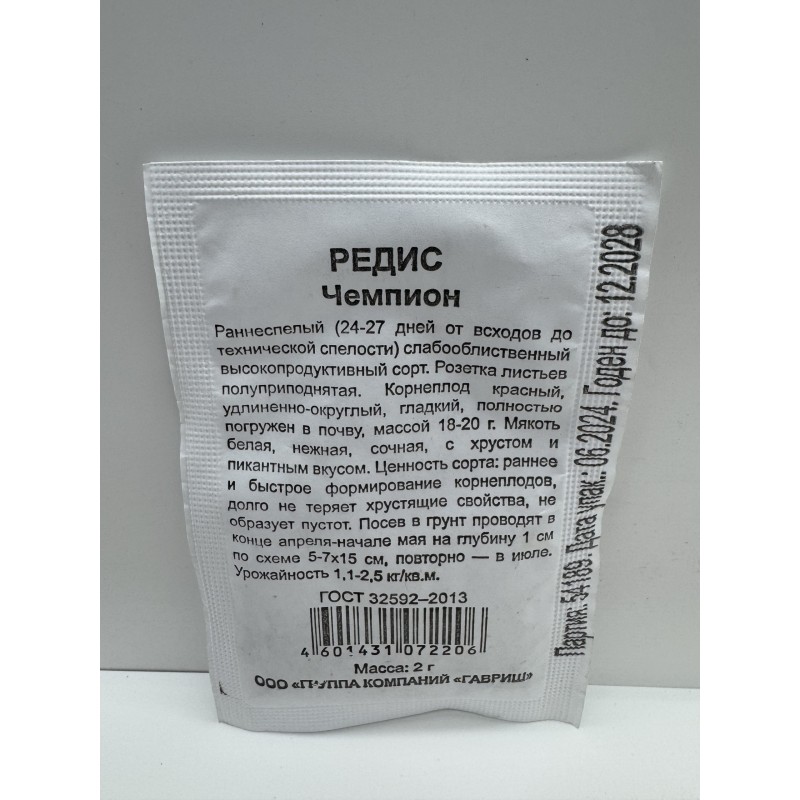 РЕДИС
Чемпион
Раннеспелый (24-27 дней от всходов до
технической спелости) слабооблиственный
высокопродуктивный сорт. Розетка листьев
полуприподнятая. Корнеплод красный,
удлиненно-округлый, гладкий, полностью
погружен в почву, массой 18-20 г. Мякоть
белая, нежная, сочная, с хрустом и
пикантным вкусом. Ценность сорта: раннее
и быстрое формирование корнеплодов,
долго не теряет хрустящие свойства, не
образует пустот. Посев в грунт проводят в
конце апреля-начале мая на глубину 1 см
по схеме 5-7х15 см, повторно — в июле.
Урожайность 1,1-2,5 кг/кв.м.
ГОСТ 32592–2013
4 601431 072206
Масса: 2 г
ООО «ГРУППА КОМПАНИЙ «ГАВРИШ»
Партия: 54189. Дата упак.: 06.2024. Годен до: 12.2028